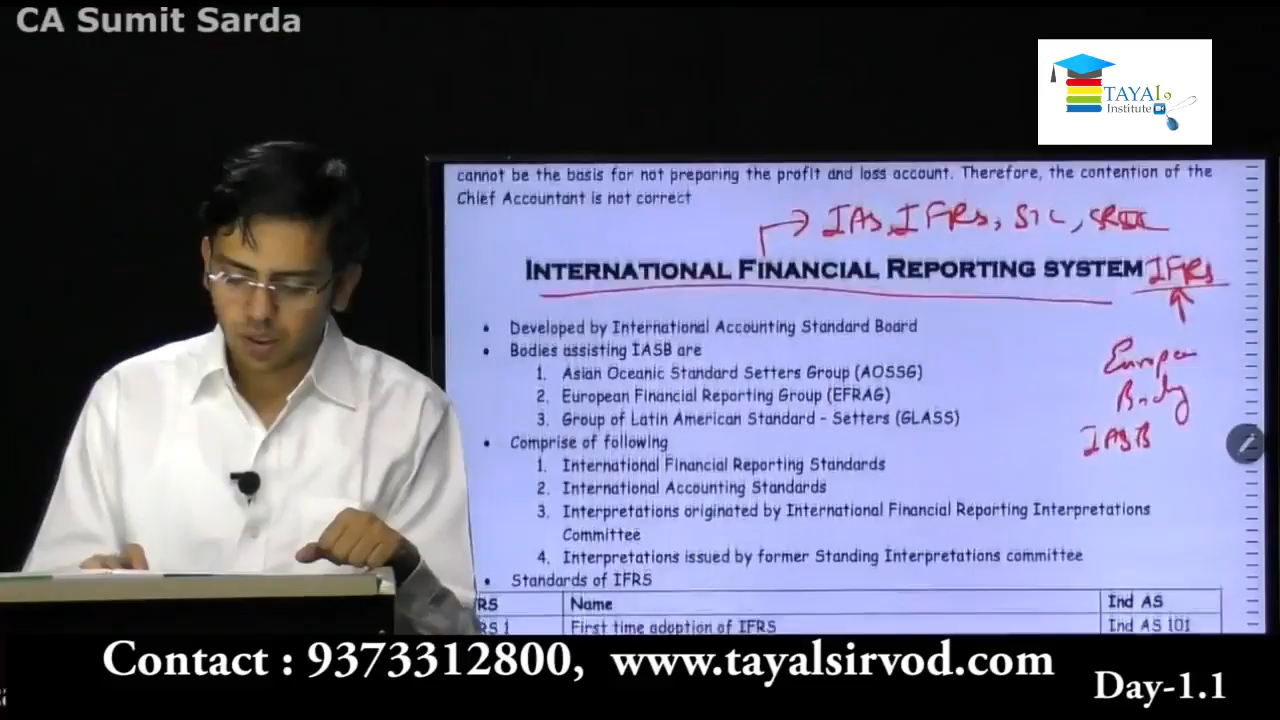 CA Sumit Sarda
TAYAls
Institute
cannot be the basis for not preparing the profit and loss account. Therefore, the contention of the
Chief Accountant is not correct
IAS, IFRS, SIC,
INTERNATIONAL FINANCIAL REPORTING SYSTEM IFRS
• Developed by International Accounting Standard Board
• Bodies assisting IASB are
1. Asian Oceanic Standard Setters Group (AOSSG)
2. European Financial Reporting Group (EFRAG)
3. Group of Latin American Standard - Setters (GLASS)
Europe
Body
IASB
• Comprise of following
1. International Financial Reporting Standards
2. International Accounting Standards
3. Interpretations originated by International Financial Reporting Interpretations
Committee
4. Interpretations issued by former Standing Interpretations committee
• Standards of IFRS
RS Name Ind AS
RS 1 First time adoption of IFRS Ind AS 101
Contact : 9373312800, www.tayalsirvod.com
Day-1.1